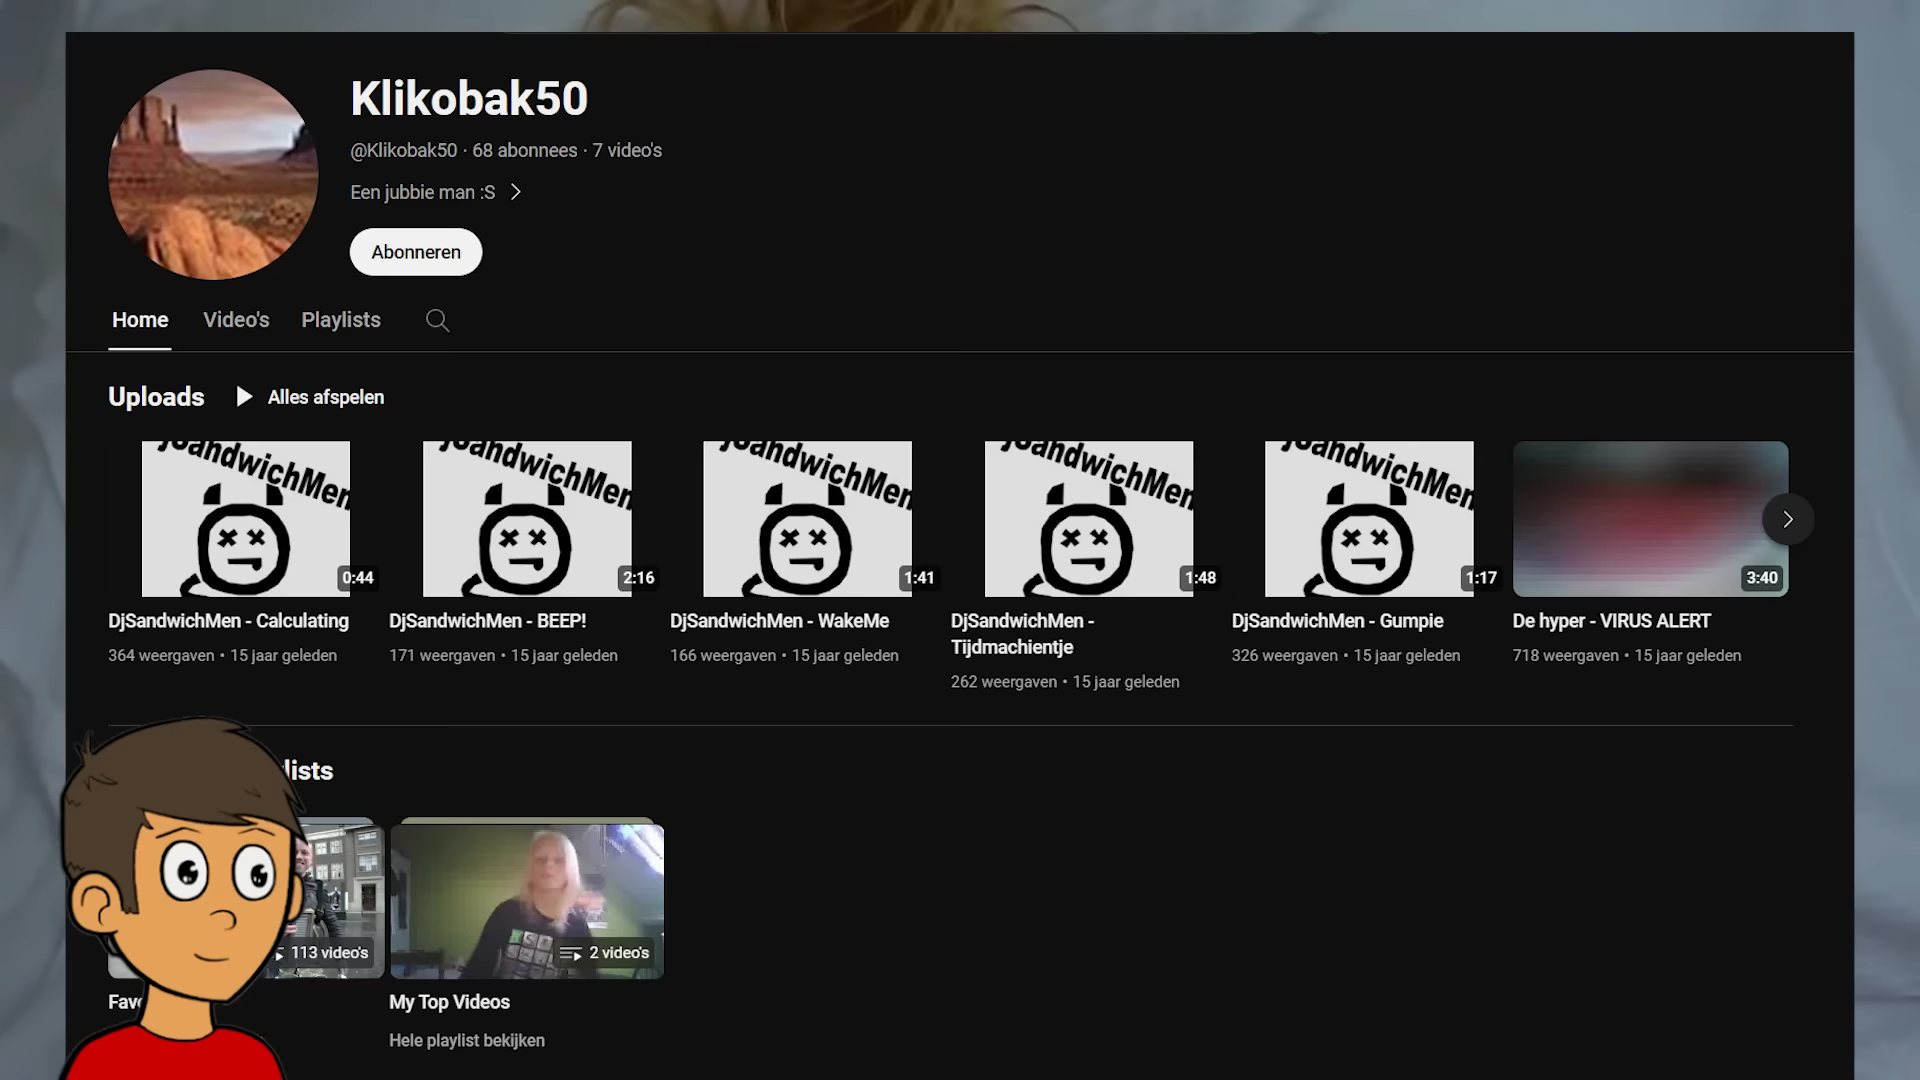 Klikobak50
@Klikobak50 · 68 abonnees · 7 video's
Een jubbie man :S
Abonneren
Home Video's Playlists
Uploads Alles afspelen
0:44
2:16
1:41
1:48
1:17
3:40
DjSandwichMen - Calculating
364 weergaven • 15 jaar geleden
DjSandwichMen - BEEP!
171 weergaven • 15 jaar geleden
DjSandwichMen - WakeMe
166 weergaven • 15 jaar geleden
DjSandwichMen -
Tijdmachientje
262 weergaven • 15 jaar geleden
DjSandwichMen - Gumpie
326 weergaven • 15 jaar geleden
De hyper - VIRUS ALERT
718 weergaven • 15 jaar geleden
113 video's
2 video's
My Top Videos
Hele playlist bekijken